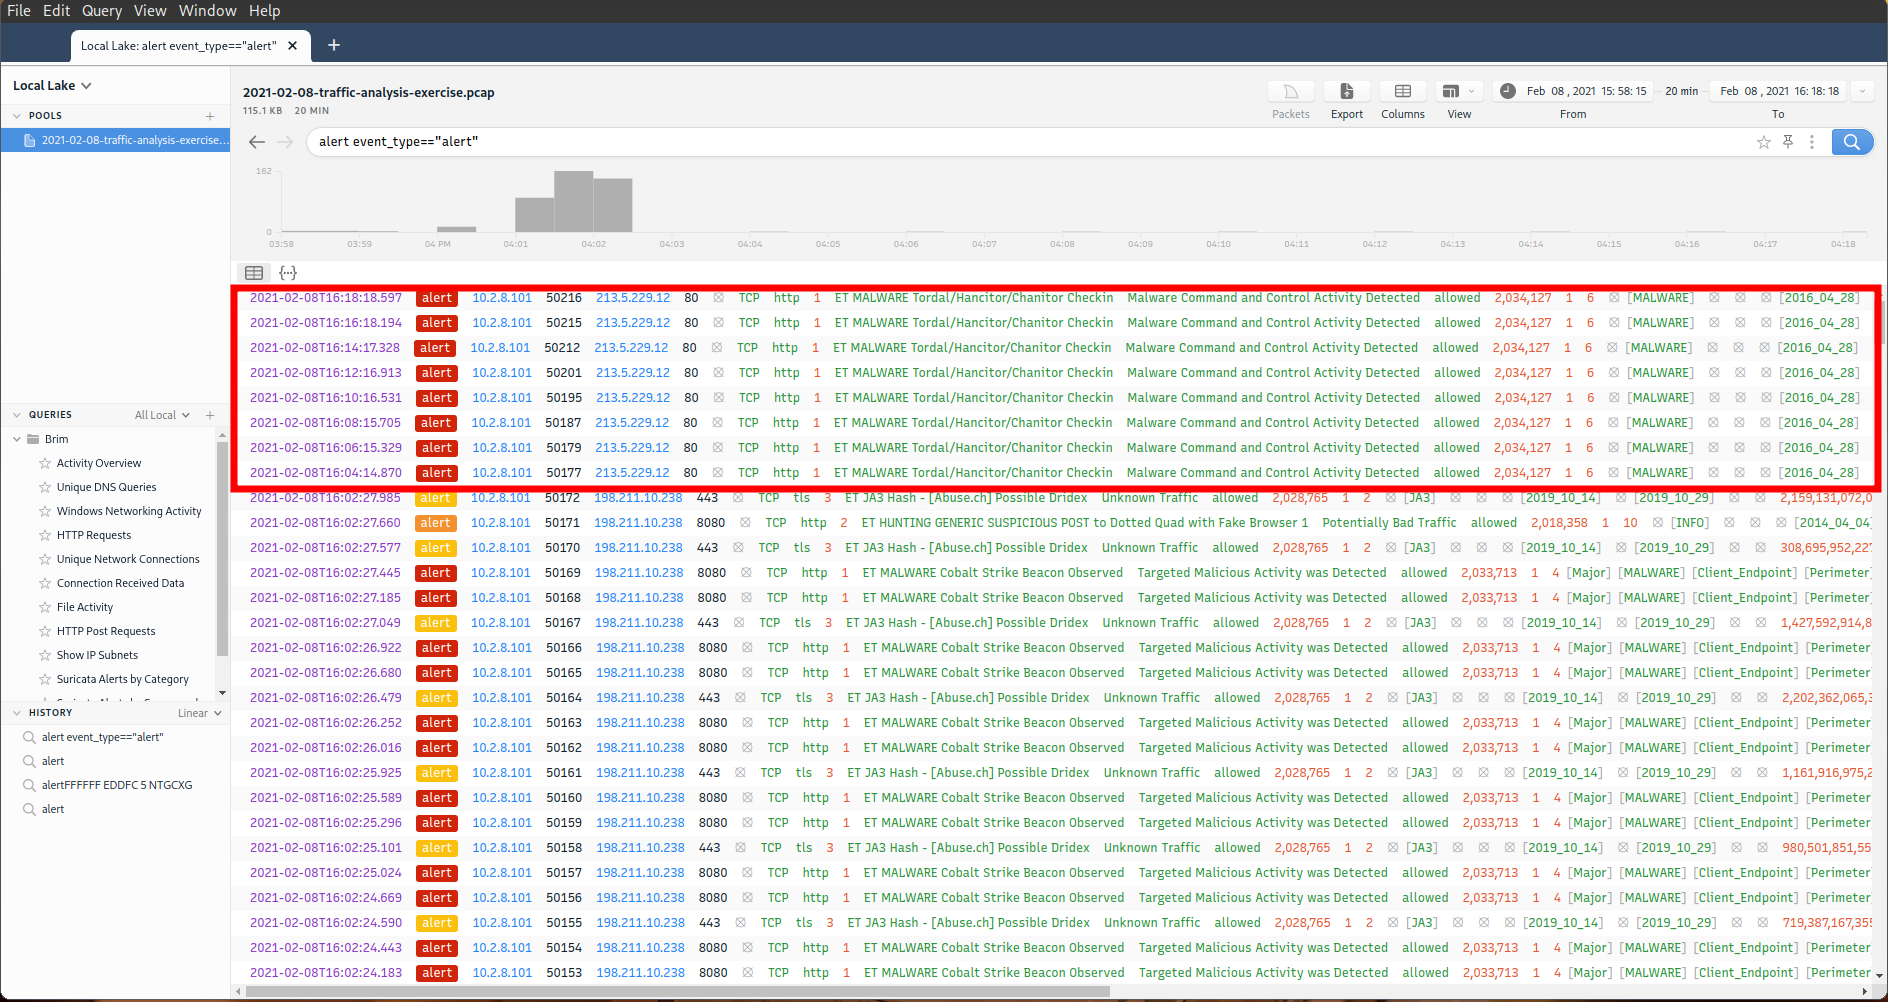 File Edit Query View Window Help
Local Lake: alert event_type=="alert" ✕ +
Local Lake
POOLS +
2021-02-08-traffic-analysis-exercise...
2021-02-08-traffic-analysis-exercise.pcap
115.1 KB 20 MIN
Packets Export Columns View
Feb 08 , 2021 15:58:15 20 min Feb 08 , 2021 16:18:18
From To
alert event_type=="alert"
162
0
03:58 03:59 04 PM 04:01 04:02 04:03 04:04 04:05 04:06 04:07 04:08 04:09 04:10 04:11 04:12 04:13 04:14 04:15 04:16 04:17 04:18
2021-02-08T16:18:18.597 alert 10.2.8.101 50216 213.5.229.12 80 TCP http 1 ET MALWARE Tordal/Hancitor/Chanitor Checkin Malware Command and Control Activity Detected allowed 2,034,127 1 6 [MALWARE] [2016_04_28]
2021-02-08T16:16:18.194 alert 10.2.8.101 50215 213.5.229.12 80 TCP http 1 ET MALWARE Tordal/Hancitor/Chanitor Checkin Malware Command and Control Activity Detected allowed 2,034,127 1 6 [MALWARE] [2016_04_28]
2021-02-08T16:14:17.328 alert 10.2.8.101 50212 213.5.229.12 80 TCP http 1 ET MALWARE Tordal/Hancitor/Chanitor Checkin Malware Command and Control Activity Detected allowed 2,034,127 1 6 [MALWARE] [2016_04_28]
2021-02-08T16:12:16.913 alert 10.2.8.101 50201 213.5.229.12 80 TCP http 1 ET MALWARE Tordal/Hancitor/Chanitor Checkin Malware Command and Control Activity Detected allowed 2,034,127 1 6 [MALWARE] [2016_04_28]
2021-02-08T16:10:16.531 alert 10.2.8.101 50195 213.5.229.12 80 TCP http 1 ET MALWARE Tordal/Hancitor/Chanitor Checkin Malware Command and Control Activity Detected allowed 2,034,127 1 6 [MALWARE] [2016_04_28]
2021-02-08T16:08:15.705 alert 10.2.8.101 50187 213.5.229.12 80 TCP http 1 ET MALWARE Tordal/Hancitor/Chanitor Checkin Malware Command and Control Activity Detected allowed 2,034,127 1 6 [MALWARE] [2016_04_28]
2021-02-08T16:06:15.329 alert 10.2.8.101 50179 213.5.229.12 80 TCP http 1 ET MALWARE Tordal/Hancitor/Chanitor Checkin Malware Command and Control Activity Detected allowed 2,034,127 1 6 [MALWARE] [2016_04_28]
2021-02-08T16:04:14.870 alert 10.2.8.101 50177 213.5.229.12 80 TCP http 1 ET MALWARE Tordal/Hancitor/Chanitor Checkin Malware Command and Control Activity Detected allowed 2,034,127 1 6 [MALWARE] [2016_04_28]
2021-02-08T16:02:27.985 alert 10.2.8.101 50172 198.211.10.238 443 TCP tls 3 ET JA3 Hash - [Abuse.ch] Possible Dridex Unknown Traffic allowed 2,028,765 1 2 [JA3] [2019_10_14] [2019_10_29] 2,159,131,072,0
2021-02-08T16:02:27.660 alert 10.2.8.101 50171 198.211.10.238 8080 TCP http 2 ET HUNTING GENERIC SUSPICIOUS POST to Dotted Quad with Fake Browser 1 Potentially Bad Traffic allowed 2,018,358 1 10 [INFO] [2014_04_04]
2021-02-08T16:02:27.577 alert 10.2.8.101 50170 198.211.10.238 443 TCP tls 3 ET JA3 Hash - [Abuse.ch] Possible Dridex Unknown Traffic allowed 2,028,765 1 2 [JA3] [2019_10_14] [2019_10_29] 308,695,952,227
2021-02-08T16:02:27.445 alert 10.2.8.101 50169 198.211.10.238 8080 TCP http 1 ET MALWARE Cobalt Strike Beacon Observed Targeted Malicious Activity was Detected allowed 2,033,713 1 4 [Major] [MALWARE] [Client_Endpoint] [Perimeter]
2021-02-08T16:02:27.185 alert 10.2.8.101 50168 198.211.10.238 8080 TCP http 1 ET MALWARE Cobalt Strike Beacon Observed Targeted Malicious Activity was Detected allowed 2,033,713 1 4 [Major] [MALWARE] [Client_Endpoint] [Perimeter]
2021-02-08T16:02:27.049 alert 10.2.8.101 50167 198.211.10.238 443 TCP tls 3 ET JA3 Hash - [Abuse.ch] Possible Dridex Unknown Traffic allowed 2,028,765 1 2 [JA3] [2019_10_14] [2019_10_29] 1,427,592,914,8
2021-02-08T16:02:26.922 alert 10.2.8.101 50166 198.211.10.238 8080 TCP http 1 ET MALWARE Cobalt Strike Beacon Observed Targeted Malicious Activity was Detected allowed 2,033,713 1 4 [Major] [MALWARE] [Client_Endpoint] [Perimeter
2021-02-08T16:02:26.680 alert 10.2.8.101 50165 198.211.10.238 8080 TCP http 1 ET MALWARE Cobalt Strike Beacon Observed Targeted Malicious Activity was Detected allowed 2,033,713 1 4 [Major] [MALWARE] [Client_Endpoint] [Perimeter
2021-02-08T16:02:26.479 alert 10.2.8.101 50164 198.211.10.238 443 TCP tls 3 ET JA3 Hash - [Abuse.ch] Possible Dridex Unknown Traffic allowed 2,028,765 1 2 [JA3] [2019_10_14] [2019_10_29] 2,202,362,065,3
2021-02-08T16:02:26.252 alert 10.2.8.101 50163 198.211.10.238 8080 TCP http 1 ET MALWARE Cobalt Strike Beacon Observed Targeted Malicious Activity was Detected allowed 2,033,713 1 4 [Major] [MALWARE] [Client_Endpoint] [Perimeter
2021-02-08T16:02:26.016 alert 10.2.8.101 50162 198.211.10.238 8080 TCP http 1 ET MALWARE Cobalt Strike Beacon Observed Targeted Malicious Activity was Detected allowed 2,033,713 1 4 [Major] [MALWARE] [Client_Endpoint] [Perimeter
2021-02-08T16:02:25.925 alert 10.2.8.101 50161 198.211.10.238 443 TCP tls 3 ET JA3 Hash - [Abuse.ch] Possible Dridex Unknown Traffic allowed 2,028,765 1 2 [JA3] [2019_10_14] [2019_10_29] 1,161,916,975,2
2021-02-08T16:02:25.589 alert 10.2.8.101 50160 198.211.10.238 8080 TCP http 1 ET MALWARE Cobalt Strike Beacon Observed Targeted Malicious Activity was Detected allowed 2,033,713 1 4 [Major] [MALWARE] [Client_Endpoint] [Perimeter
2021-02-08T16:02:25.296 alert 10.2.8.101 50159 198.211.10.238 8080 TCP http 1 ET MALWARE Cobalt Strike Beacon Observed Targeted Malicious Activity was Detected allowed 2,033,713 1 4 [Major] [MALWARE] [Client_Endpoint] [Perimeter
2021-02-08T16:02:25.101 alert 10.2.8.101 50158 198.211.10.238 443 TCP tls 3 ET JA3 Hash - [Abuse.ch] Possible Dridex Unknown Traffic allowed 2,028,765 1 2 [JA3] [2019_10_14] [2019_10_29] 980,501,851,55
2021-02-08T16:02:25.024 alert 10.2.8.101 50157 198.211.10.238 8080 TCP http 1 ET MALWARE Cobalt Strike Beacon Observed Targeted Malicious Activity was Detected allowed 2,033,713 1 4 [Major] [MALWARE] [Client_Endpoint] [Perimeter
2021-02-08T16:02:24.669 alert 10.2.8.101 50156 198.211.10.238 8080 TCP http 1 ET MALWARE Cobalt Strike Beacon Observed Targeted Malicious Activity was Detected allowed 2,033,713 1 4 [Major] [MALWARE] [Client_Endpoint] [Perimeter
2021-02-08T16:02:24.590 alert 10.2.8.101 50155 198.211.10.238 443 TCP tls 3 ET JA3 Hash - [Abuse.ch] Possible Dridex Unknown Traffic allowed 2,028,765 1 2 [JA3] [2019_10_14] [2019_10_29] 719,387,167,355
2021-02-08T16:02:24.443 alert 10.2.8.101 50154 198.211.10.238 8080 TCP http 1 ET MALWARE Cobalt Strike Beacon Observed Targeted Malicious Activity was Detected allowed 2,033,713 1 4 [Major] [MALWARE] [Client_Endpoint] [Perimeter
2021-02-08T16:02:24.183 alert 10.2.8.101 50153 198.211.10.238 8080 TCP http 1 ET MALWARE Cobalt Strike Beacon Observed Targeted Malicious Activity was Detected allowed 2,033,713 1 4 [Major] [MALWARE] [Client_Endpoint] [Perimeter
QUERIES All Local +
Brim
Activity Overview
Unique DNS Queries
Windows Networking Activity
HTTP Requests
Unique Network Connections
Connection Received Data
File Activity
HTTP Post Requests
Show IP Subnets
Suricata Alerts by Category
HISTORY Linear
alert event_type=="alert"
alert
alertFFFFFF EDDFC 5 NTGCXG
alert